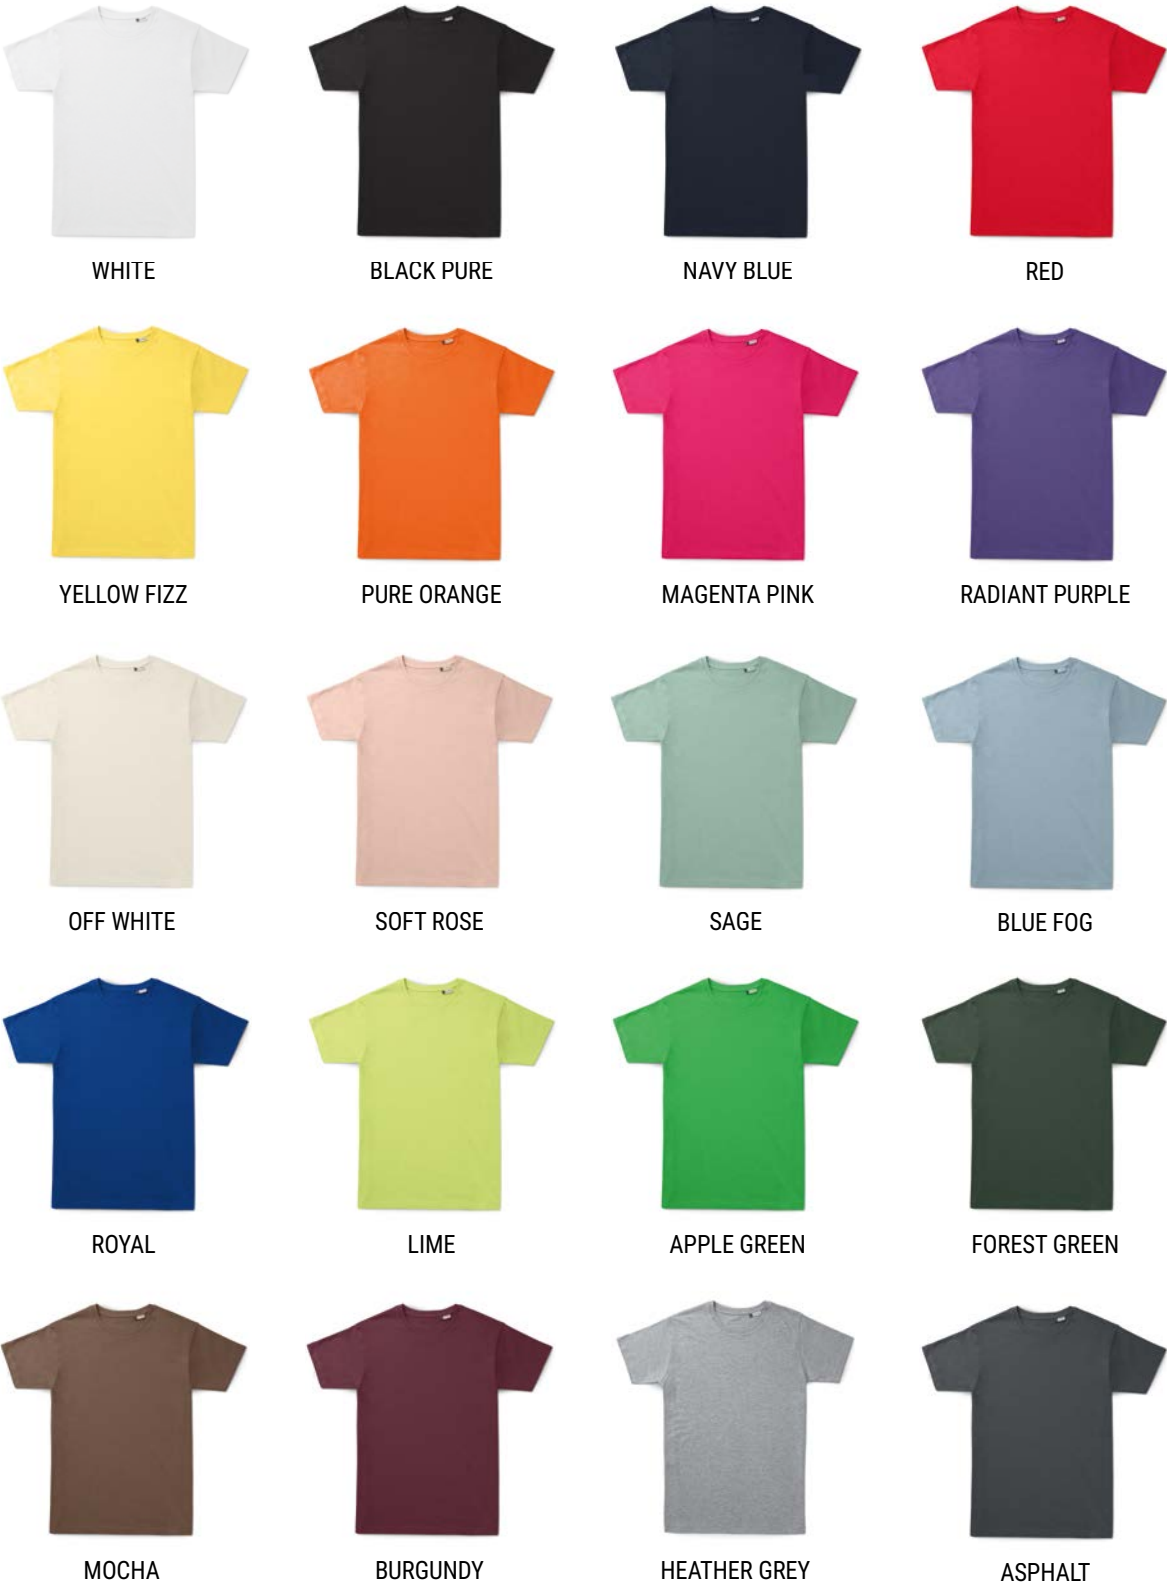 WHITE
BLACK PURE
NAVY BLUE
RED
YELLOW FIZZ
PURE ORANGE
MAGENTA PINK
RADIANT PURPLE
OFF WHITE
SOFT ROSE
SAGE
BLUE FOG
ROYAL
LIME
APPLE GREEN
FOREST GREEN
MOCHA
BURGUNDY
HEATHER GREY
ASPHALT